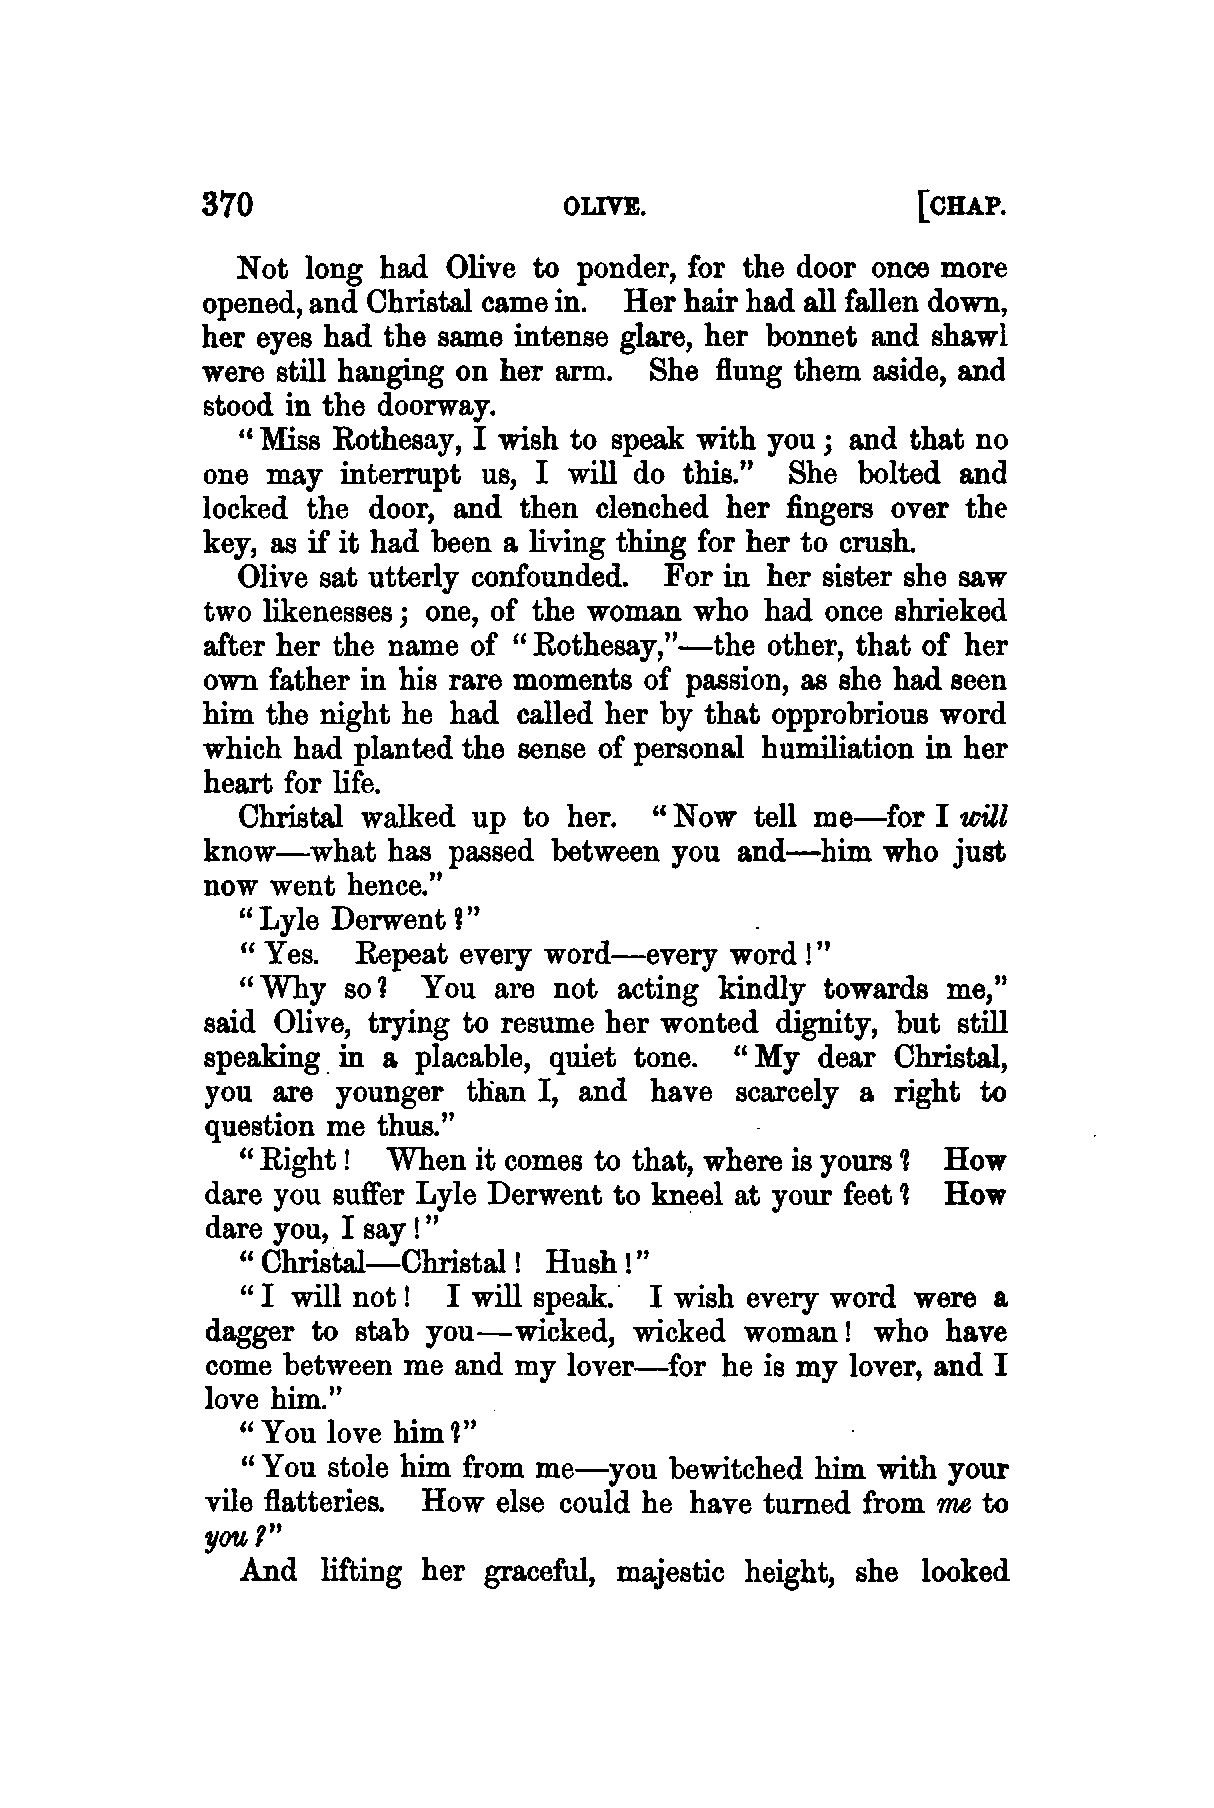 370 OLIVE. [CHAP.
Not long had Olive to ponder, for the door once more
opened, and Christal came in. Her hair had all fallen down,
her eyes had the same intense glare, her bonnet and shawl
were still hanging on her arm. She flung them aside, and
stood in the doorway.
“Miss Rothesay, I wish to speak with you; and that no
one may interrupt us, I will do this.” She bolted and
locked the door, and then clenched her fingers over the
key, as if it had been a living thing for her to crush.
Olive sat utterly confounded. For in her sister she saw
two likenesses; one, of the woman who had once shrieked
after her the name of “Rothesay,”—the other, that of her
own father in his rare moments of passion, as she had seen
him the night he had called her by that opprobrious word
which had planted the sense of personal humiliation in her
heart for life.
Christal walked up to her. “Now tell me—for I will
know—what has passed between you and—him who just
now went hence.”
“Lyle Derwent?”
“Yes. Repeat every word—every word!”
“Why so? You are not acting kindly towards me,”
said Olive, trying to resume her wonted dignity, but still
speaking in a placable, quiet tone. “My dear Christal,
you are younger than I, and have scarcely a right to
question me thus.”
“Right! When it comes to that, where is yours? How
dare you suffer Lyle Derwent to kneel at your feet? How
dare you, I say!”
“Christal—Christal! Hush!”
“I will not! I will speak. I wish every word were a
dagger to stab you—wicked, wicked woman! who have
come between me and my lover—for he is my lover, and I
love him.”
“You love him?”
“You stole him from me—you bewitched him with your
vile flatteries. How else could he have turned from me to
you?”
And lifting her graceful, majestic height, she looked